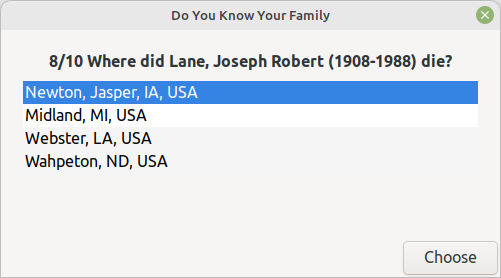 Do You Know Your Family
8/10 Where did Lane, Joseph Robert (1908-1988) die?
Newton, Jasper, IA, USA
Midland, MI, USA
Webster, LA, USA
Wahpeton, ND, USA
Choose